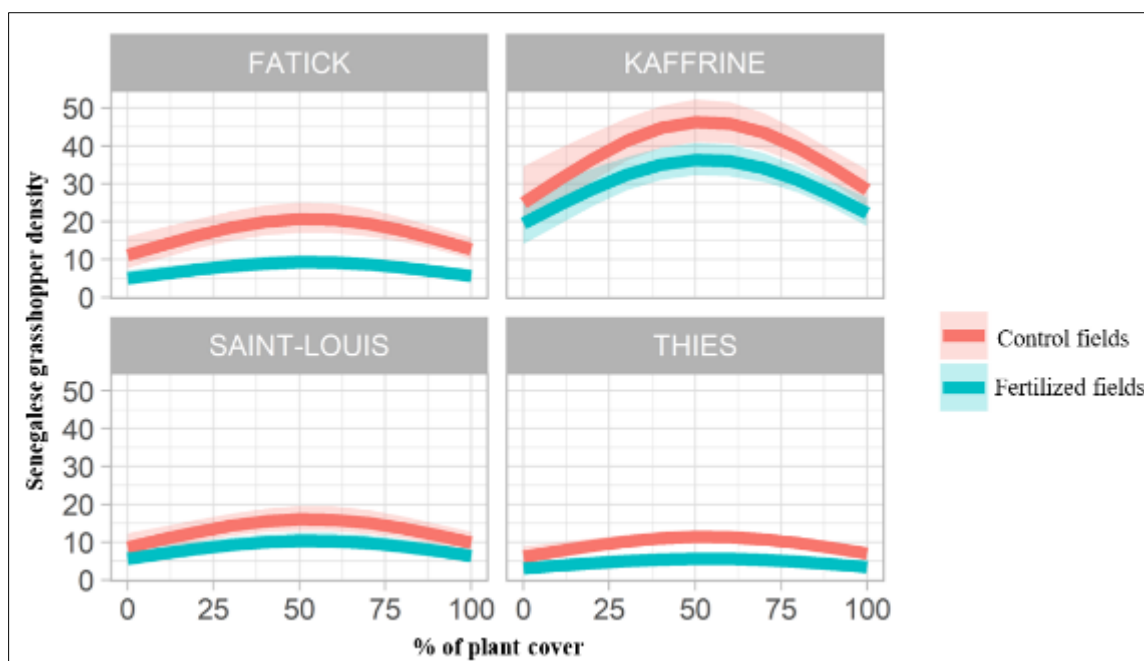 FATICK
KAFFRINE
50
40
30
20
10
0
SAINT-LOUIS
THIES
50
40
30
20
10
0
0
25
50
75
100
0
25
50
75
100
% of plant cover
Senegalese grasshopper density
Control fields
Fertilized fields